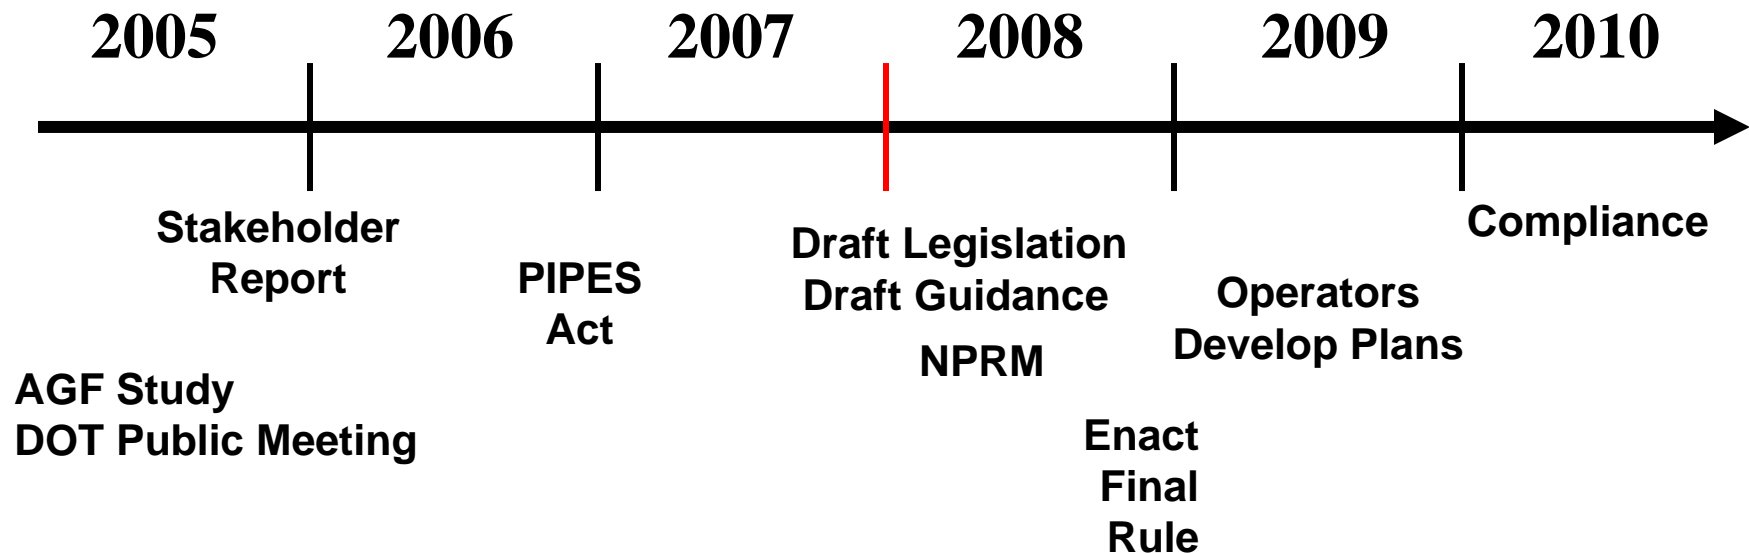 2005 2006 2007 2008 2009 2010
Stakeholder
Report
AGF Study
DOT Public Meeting
PIPES
Act
Draft Legislation
Draft Guidance
NPRM
Enact
Final
Rule
Operators
Develop Plans
Compliance